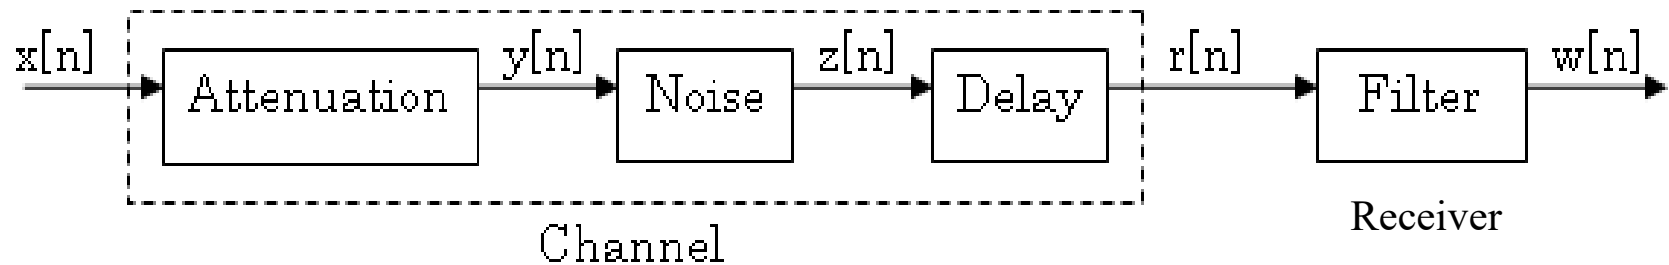 x[n] y[n] z[n] r[n] w[n]
Attenuation Noise Delay Filter
Receiver
Channel